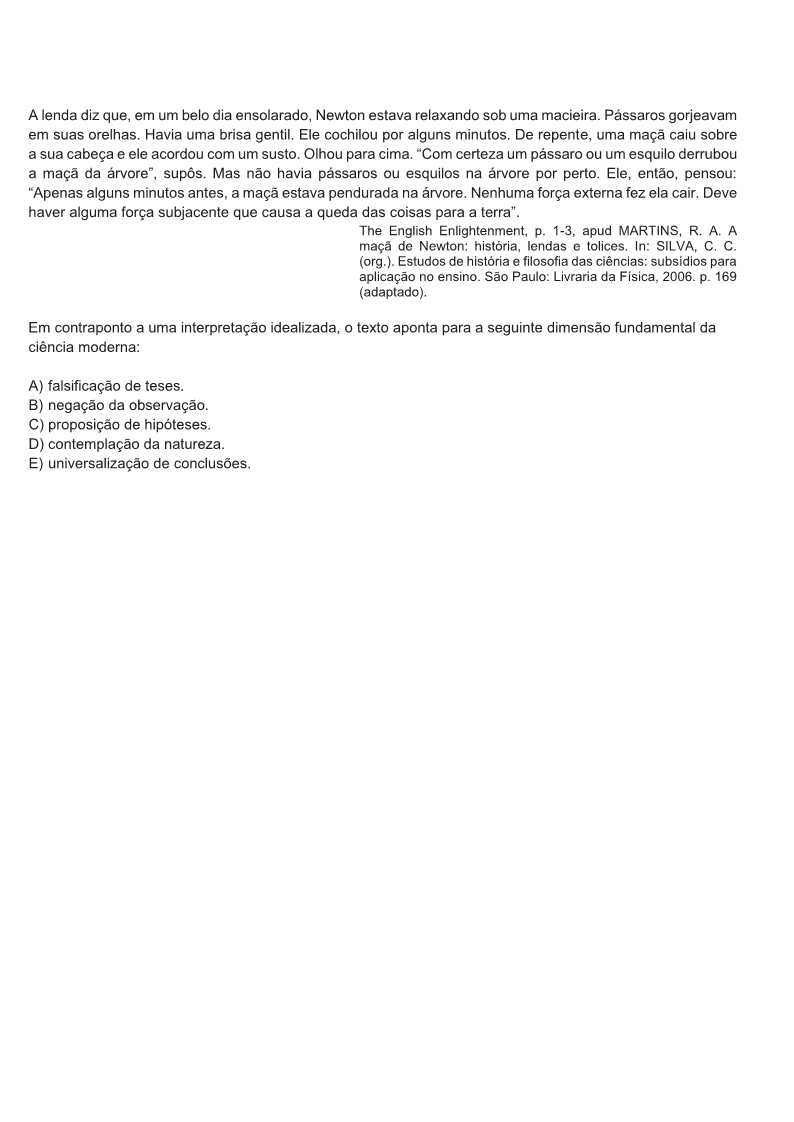 A lenda diz que, em um belo dia ensolarado, Newton estava relaxando sob uma macieira. Pássaros gorjeavam
em suas orelhas. Havia uma brisa gentil. Ele cochilou por alguns minutos. De repente, uma maçã caiu sobre
a sua cabeça e ele acordou com um susto. Olhou para cima. “Com certeza um pássaro ou um esquilo derrubou
a maçã da árvore”, supôs. Mas não havia pássaros ou esquilos na árvore por perto. Ele, então, pensou:
“Apenas alguns minutos antes, a maçã estava pendurada na árvore. Nenhuma força externa fez ela cair. Deve
haver alguma força subjacente que causa a queda das coisas para a terra”.
The English Enlightenment, p. 1-3, apud MARTINS, R. A. A
maçã de Newton: história, lendas e tolices. In: SILVA, C. C.
(org.). Estudos de história e filosofia das ciências: subsídios para
aplicação no ensino. São Paulo: Livraria da Física, 2006. p. 169
(adaptado).
Em contraponto a uma interpretação idealizada, o texto aponta para a seguinte dimensão fundamental da
ciência moderna:
A) falsificação de teses.
B) negação da observação.
C) proposição de hipóteses.
D) contemplação da natureza.
E) universalização de conclusões.